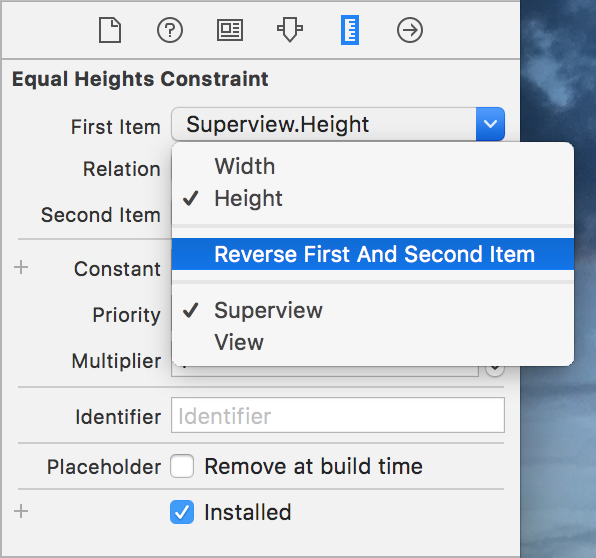 Equal Heights Constraint
First Item Superview.Height
Width
Relation
✓ Height
Second Item
Reverse First And Second Item
Constant
✓ Superview
Priority
View
Multiplier
Identifier Identifier
Placeholder Remove at build time
Installed